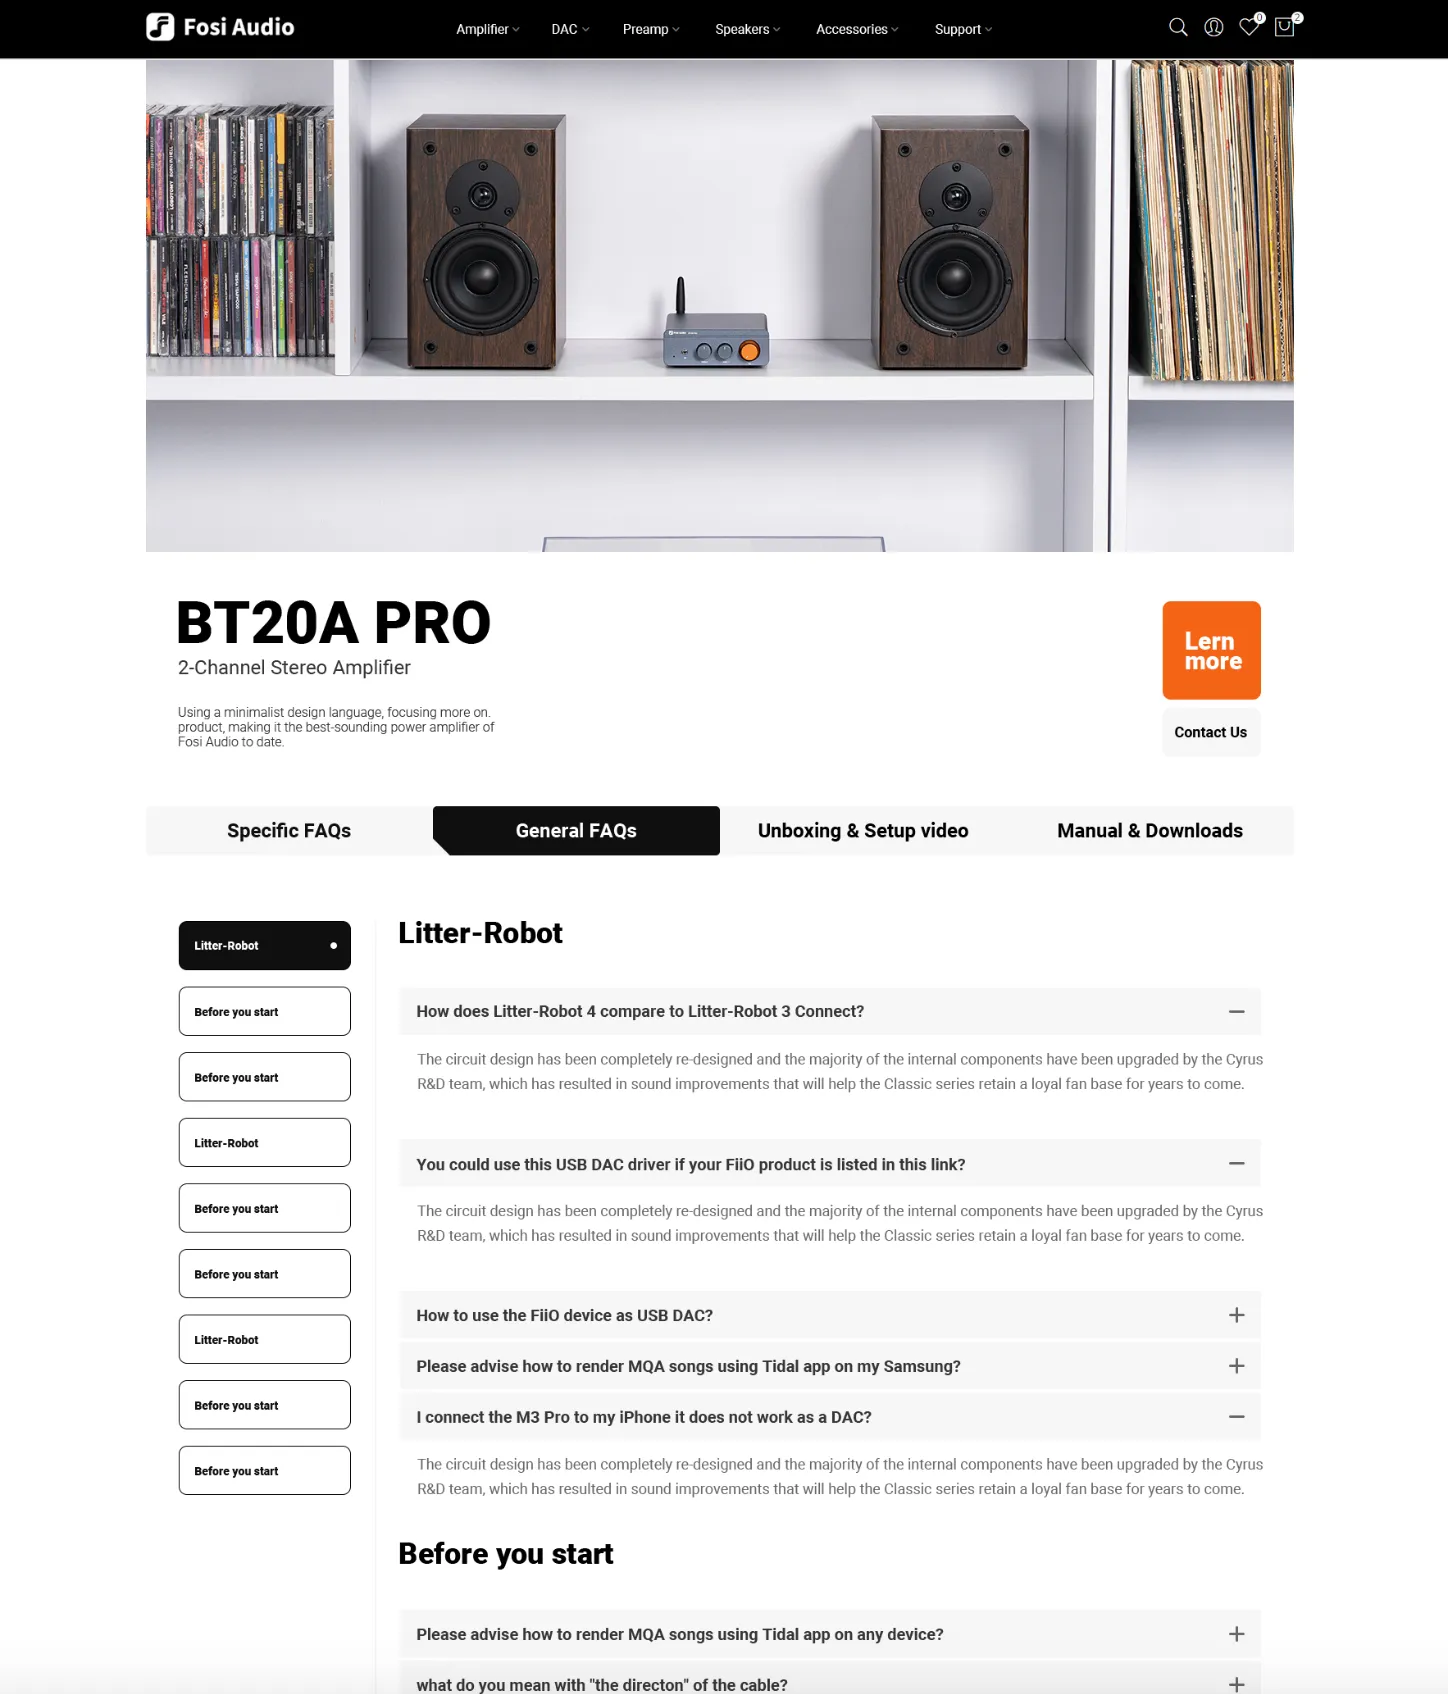 Fosi Audio
Amplifier
DAC
Preamp
Speakers
Accessories
Support
0
2
BT20A PRO
2-Channel Stereo Amplifier
Using a minimalist design language, focusing more on.
product, making it the best-sounding power amplifier of
Fosi Audio to date.
Lern
more
Contact Us
Specific FAQs
General FAQs
Unboxing & Setup video
Manual & Downloads
Litter-Robot
Before you start
Before you start
Litter-Robot
Before you start
Before you start
Litter-Robot
Before you start
Before you start
Litter-Robot
How does Litter-Robot 4 compare to Litter-Robot 3 Connect?
The circuit design has been completely re-designed and the majority of the internal components have been upgraded by the Cyrus
R&D team, which has resulted in sound improvements that will help the Classic series retain a loyal fan base for years to come.
You could use this USB DAC driver if your FiiO product is listed in this link?
The circuit design has been completely re-designed and the majority of the internal components have been upgraded by the Cyrus
R&D team, which has resulted in sound improvements that will help the Classic series retain a loyal fan base for years to come.
How to use the FiiO device as USB DAC?
Please advise how to render MQA songs using Tidal app on my Samsung?
I connect the M3 Pro to my iPhone it does not work as a DAC?
The circuit design has been completely re-designed and the majority of the internal components have been upgraded by the Cyrus
R&D team, which has resulted in sound improvements that will help the Classic series retain a loyal fan base for years to come.
Before you start
Please advise how to render MQA songs using Tidal app on any device?
what do you mean with "the directon" of the cable?